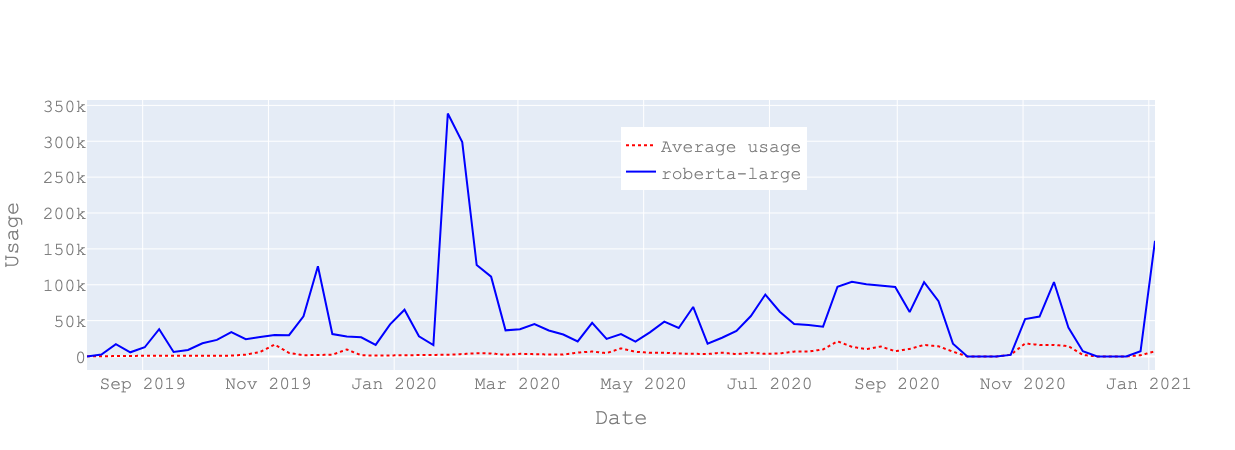 350k
300k
250k
200k
150k
100k
50k
0
Usage
Average usage
roberta-large
Sep 2019 Nov 2019 Jan 2020 Mar 2020 May 2020 Jul 2020 Sep 2020 Nov 2020 Jan 2021
Date